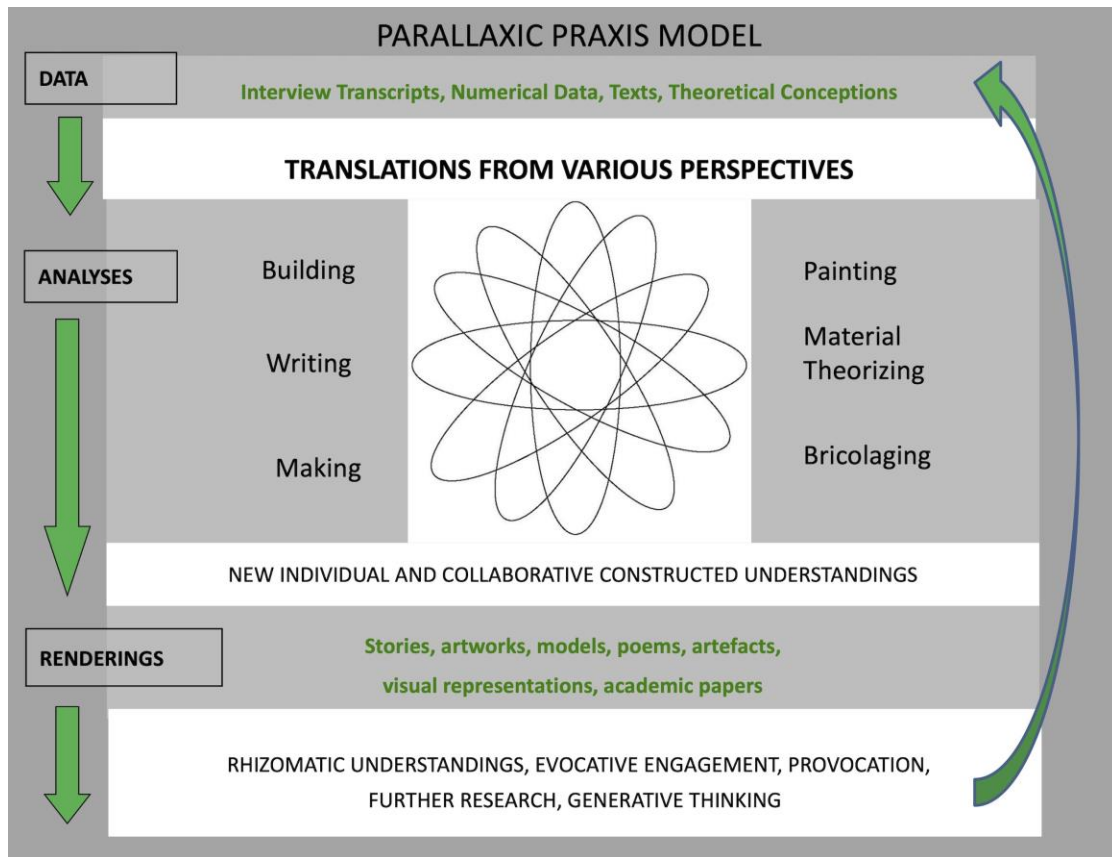 PARALLAXIC PRAXIS MODEL
DATA
Interview Transcripts, Numerical Data, Texts, Theoretical Conceptions
TRANSLATIONS FROM VARIOUS PERSPECTIVES
ANALYSES
Building
Writing
Making
Painting
Material
Theorizing
Bricolaging
NEW INDIVIDUAL AND COLLABORATIVE CONSTRUCTED UNDERSTANDINGS
RENDERINGS
Stories, artworks, models, poems, artefacts,
visual representations, academic papers
RHIZOMATIC UNDERSTANDINGS, EVOCATIVE ENGAGEMENT, PROVOCATION,
FURTHER RESEARCH, GENERATIVE THINKING